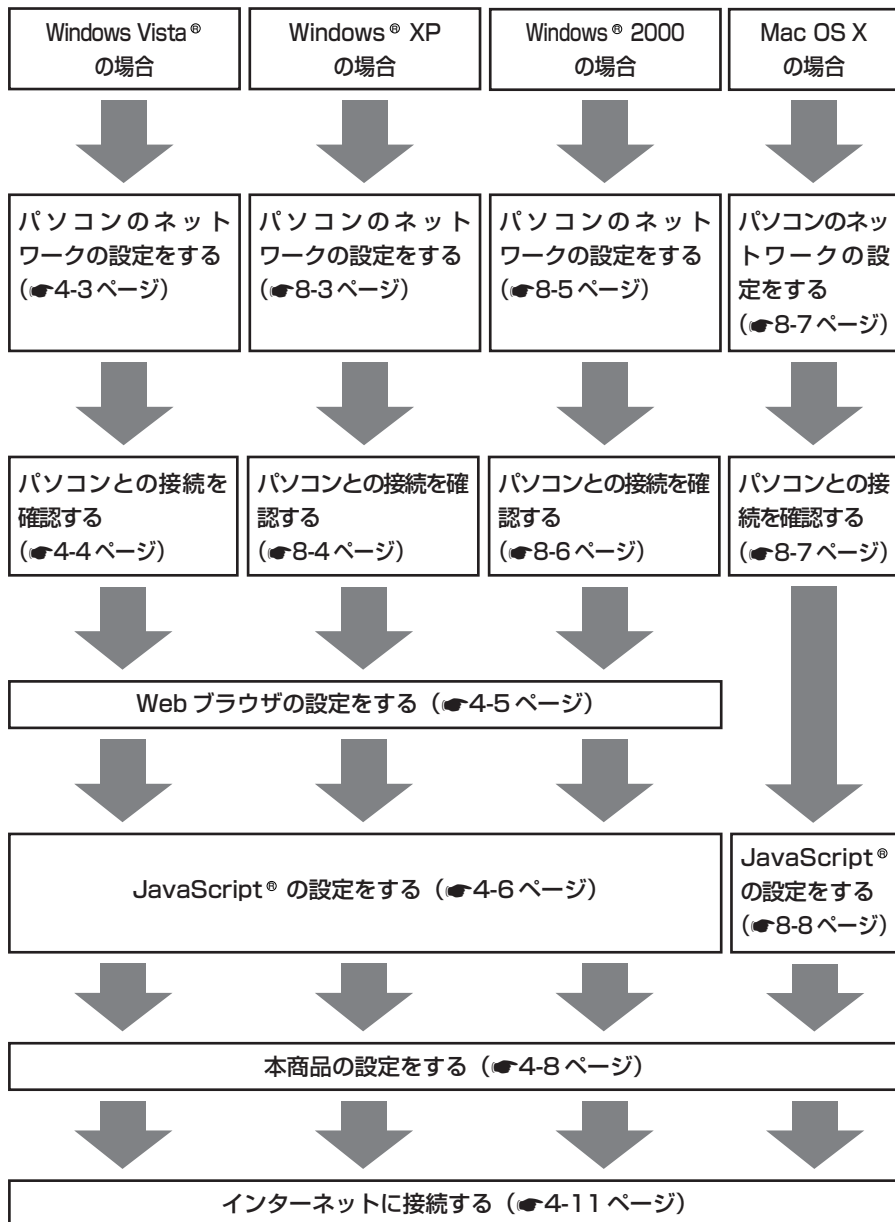 Windows Vista®
の場合
Windows® XP
の場合
Windows® 2000
の場合
Mac OS X
の場合
パソコンのネット
ワークの設定をする
(☛4-3ページ)
パソコンのネット
ワークの設定をする
(☛8-3ページ)
パソコンのネット
ワークの設定をする
(☛8-5ページ)
パソコンのネッ
トワークの設
定をする
(☛8-7ページ)
パソコンとの接続を
確認する
(☛4-4ページ)
パソコンとの接続を確
認する
(☛8-4ページ)
パソコンとの接続を確
認する
(☛8-6ページ)
パソコンとの接
続を確認する
(☛8-7ページ)
Web ブラウザの設定をする(☛4-5ページ)
JavaScript® の設定をする(☛4-6ページ)
JavaScript®
の設定をする
(☛8-8ページ)
本商品の設定をする(☛4-8ページ)
インターネットに接続する(☛4-11ページ)